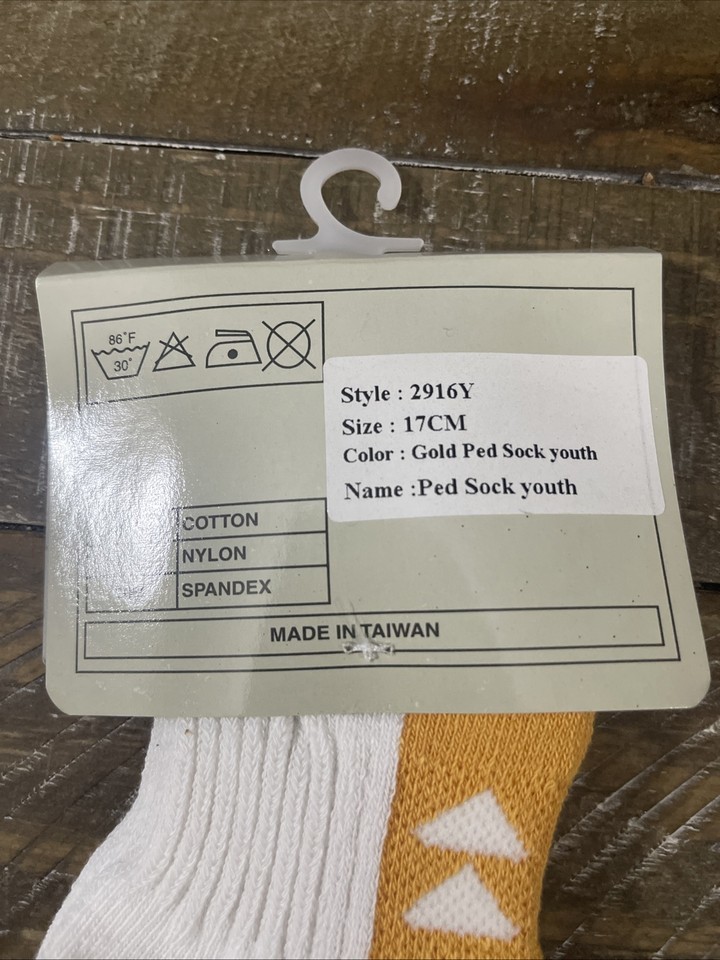 86°F
30°
Style : 2916Y
Size : 17CM
Color : Gold Ped Sock youth
Name :Ped Sock youth
COTTON
NYLON
SPANDEX
MADE IN TAIWAN